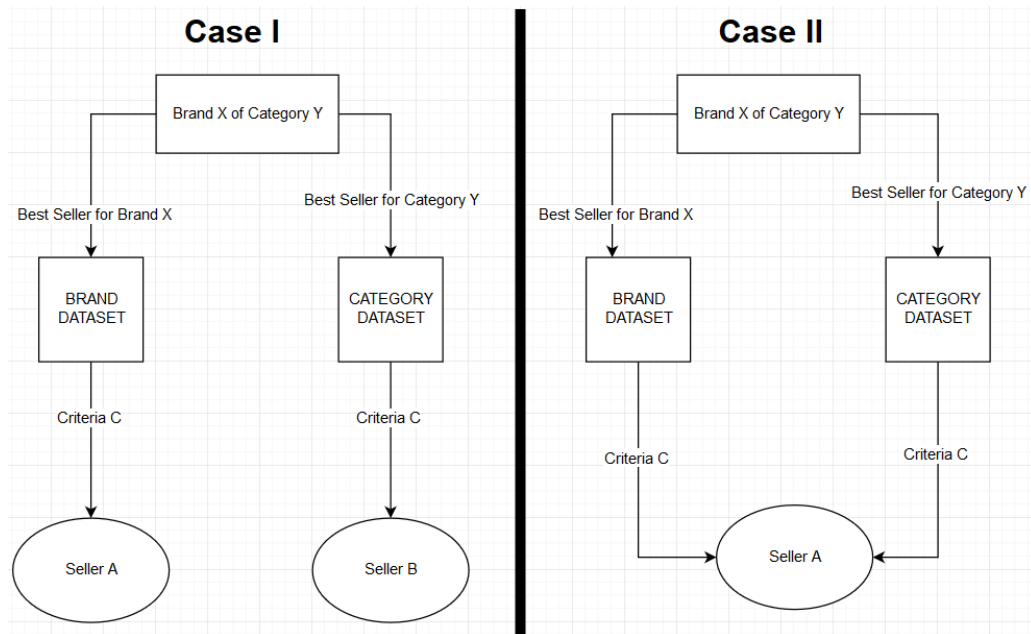 Case I
Brand X of Category Y
Best Seller for Brand X
Best Seller for Category Y
BRAND
DATASET
CATEGORY
DATASET
Criteria C
Criteria C
Seller A
Seller B
Case II
Brand X of Category Y
Best Seller for Brand X
Best Seller for Category Y
BRAND
DATASET
CATEGORY
DATASET
Criteria C
Criteria C
Seller A